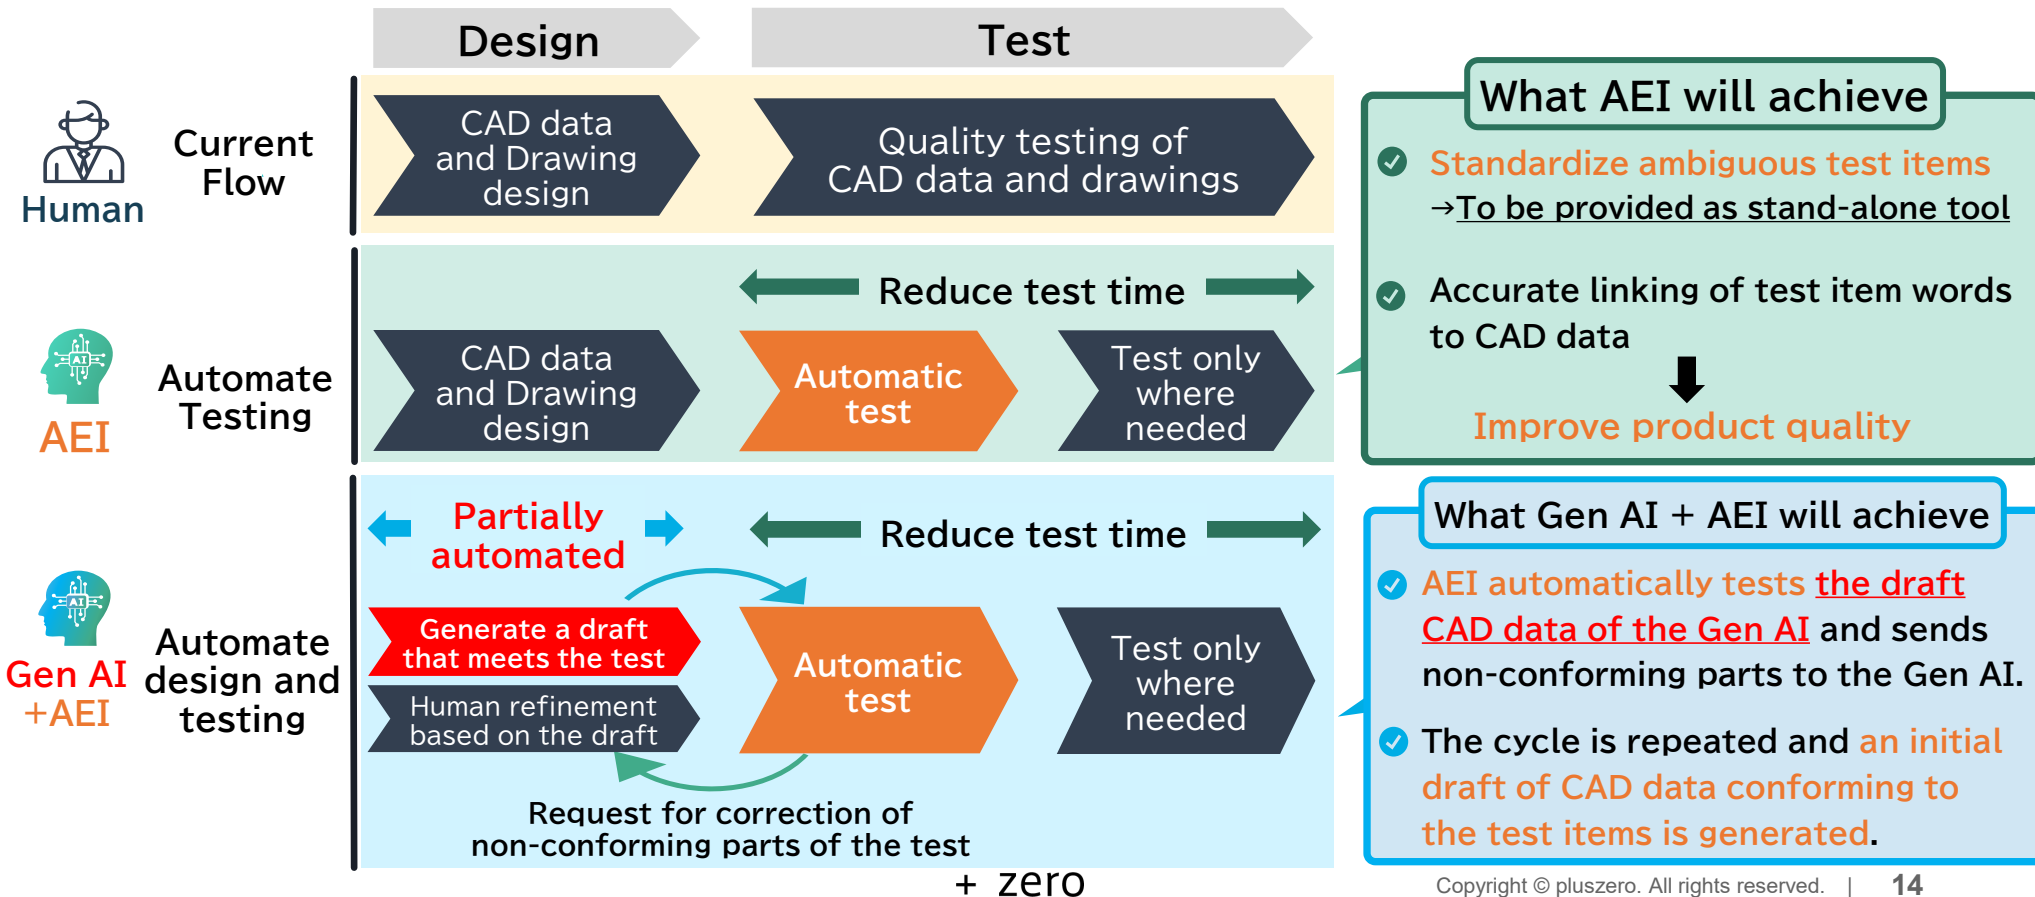 Design
Test
Human
Current
Flow
CAD data
and Drawing
design
Quality testing of
CAD data and drawings
AEI
Automate
Testing
Reduce test time
CAD data
and Drawing
design
Automatic
test
Test only
where
needed
Gen AI
+AEI
Automate
design and
testing
Partially
automated
Reduce test time
Generate a draft
that meets the test
Human refinement
based on the draft
Automatic
test
Test only
where
needed
Request for correction of
non-conforming parts of the test
What AEI will achieve
Standardize ambiguous test items
→To be provided as stand-alone tool
Accurate linking of test item words
to CAD data
Improve product quality
What Gen AI + AEI will achieve
AEI automatically tests the draft
CAD data of the Gen AI and sends
non-conforming parts to the Gen AI.
The cycle is repeated and an initial
draft of CAD data conforming to
the test items is generated.
+ zero
Copyright © pluszero. All rights reserved. | 14